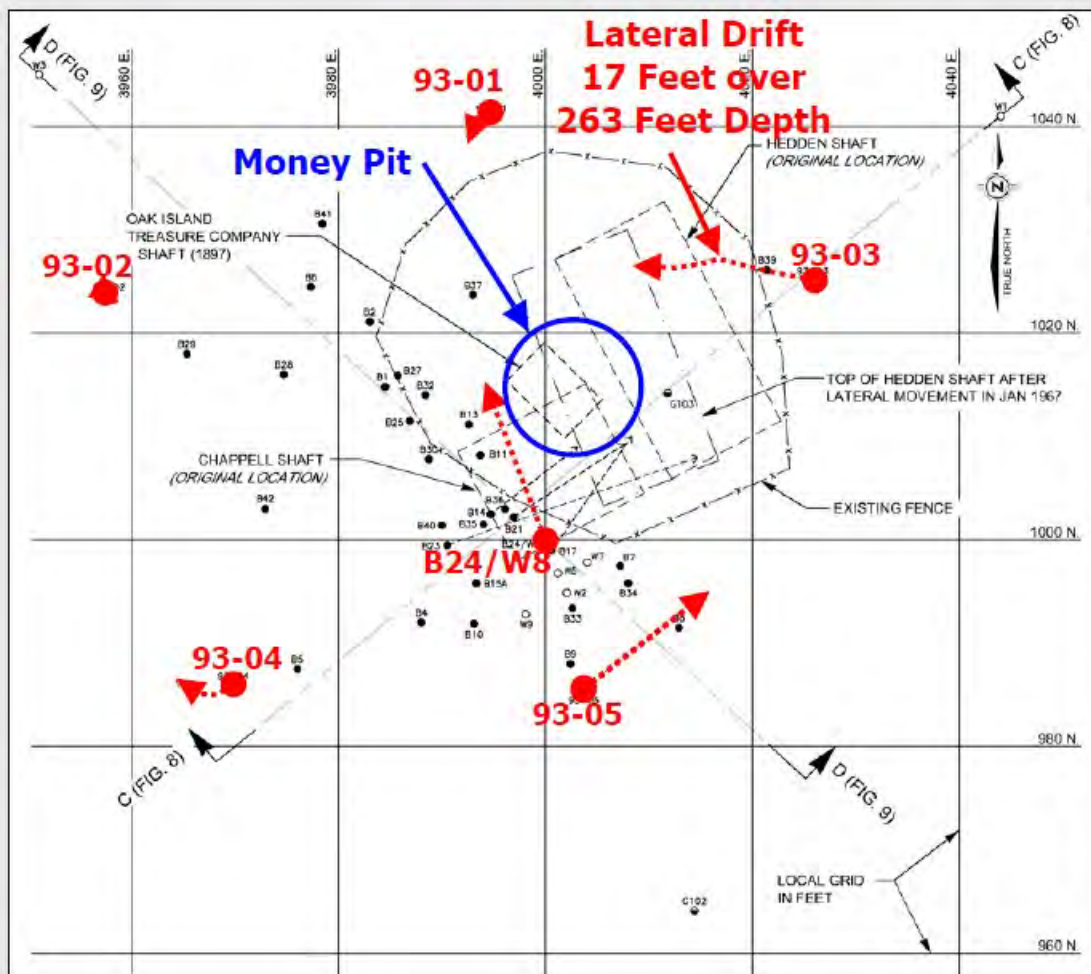 D (FIG. 9)
W3
3960 E.
3980 E.
4000 E.
4040 E.
C (FIG. 8)
W1
Lateral Drift
17 Feet over
263 Feet Depth
93-01
1040 N.
HEDDEN SHAFT
(ORIGINAL LOCATION)
Money Pit
N
TRUE NORTH
OAK ISLAND
TREASURE COMPANY
SHAFT (1897)
B41
93-02
93-03
B39
B6
B37
B2
1020 N.
B29
B28
B1
B27
B32
TOP OF HEDDEN SHAFT AFTER
LATERAL MOVEMENT IN JAN 1967
G103
B25
B13
B11
CHAPPELL SHAFT
(ORIGINAL LOCATION)
EXISTING FENCE
B42
B36
B14
B40
B35
B21
1000 N.
B23
B24/W8
B17
W7
W6
B7
B15A
W2
B34
B4
B10
W9
B33
B5
B9
93-04
93-05
980 N.
C (FIG. 8)
D (FIG. 9)
LOCAL GRID
IN FEET
C102
960 N.